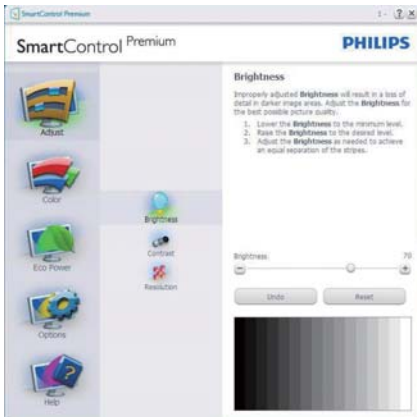 SmartControl Premium
SmartControl Premium
PHILIPS
Adjust
Color
Eco Power
Options
Help
Brightness
Contrast
Resolution
Brightness
Improperly adjusted Brightness will result in a loss of
detail in darker image areas. Adjust the Brightness for
the best possible picture quality.
1. Lower the Brightness to the minimum level.
2. Raise the Brightness to the desired level.
3. Adjust the Brightness as needed to achieve
an equal separation of the stripes.
Brightness: 70
Undo
Reset